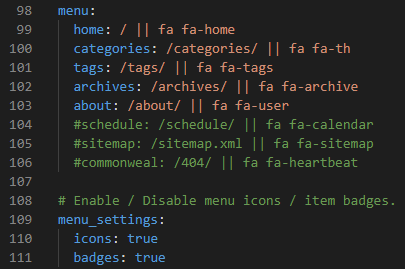 98 menu:
99   home: / || fa fa-home
100   categories: /categories/ || fa fa-th
101   tags: /tags/ || fa fa-tags
102   archives: /archives/ || fa fa-archive
103   about: /about/ || fa fa-user
104   #schedule: /schedule/ || fa fa-calendar
105   #sitemap: /sitemap.xml || fa fa-sitemap
106   #commonweal: /404/ || fa fa-heartbeat
107
108 # Enable / Disable menu icons / item badges.
109 menu_settings:
110   icons: true
111   badges: true